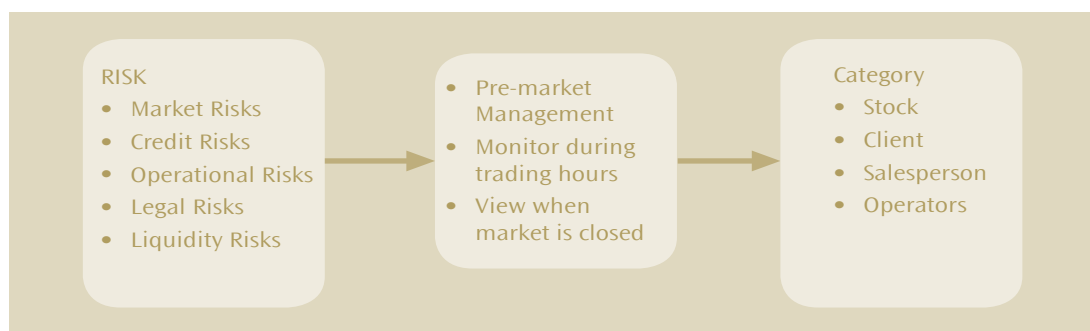 RISK
• Market Risks
• Credit Risks
• Operational Risks
• Legal Risks
• Liquidity Risks
• Pre-market
Management
• Monitor during
trading hours
• View when
market is closed
Category
• Stock
• Client
• Salesperson
• Operators